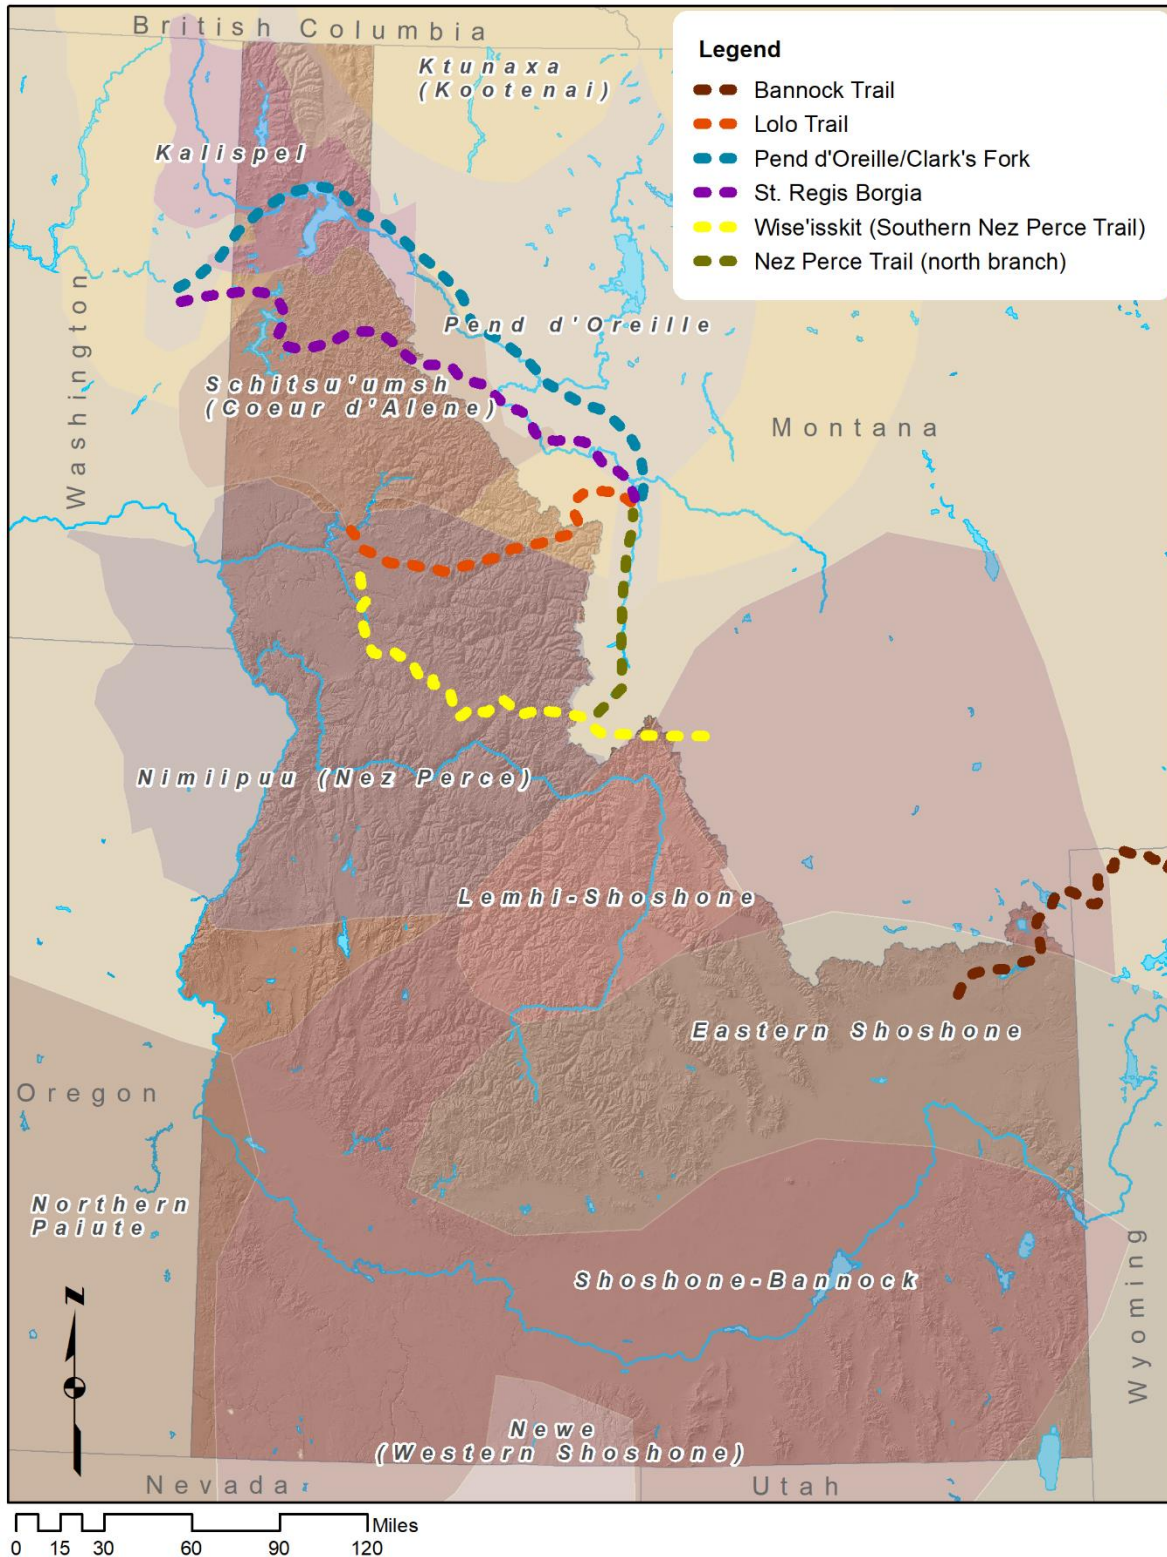 British Columbia
Ktunaxa
(Kootenai)
Legend
Bannock Trail
Lolo Trail
Pend d'Oreille/Clark's Fork
St. Regis Borgia
Wise'isskit (Southern Nez Perce Trail)
Nez Perce Trail (north branch)
Kalispel
Washington
Pend d'Oreille
Schitsu'umsh
(Coeur d'Alene)
Montana
Nimiipuu (Nez Perce)
Lemhi-Shoshone
Eastern Shoshone
Oregon
Northern
Paiute
Shoshone-Bannock
Wyoming
N
Newe
(Western Shoshone)
Nevada
Utah
Miles
0 15 30 60 90 120